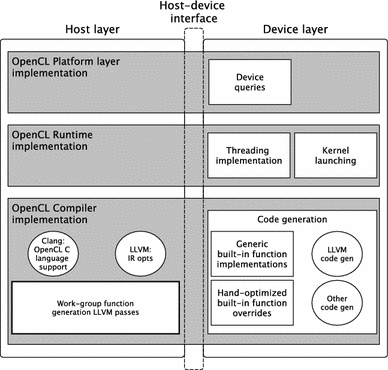 Host-device
interface
Host layer
Device layer
OpenCL Platform layer
implementation
Device
queries
OpenCL Runtime
implementation
Threading
implementation
Kernel
launching
OpenCL Compiler
implementation
Clang:
OpenCL C
language
support
LLVM:
IR opts
Work-group function
generation LLVM passes
Code generation
Generic
built-in function
implementations
LLVM
code gen
Hand-optimized
built-in function
overrides
Other
code gen